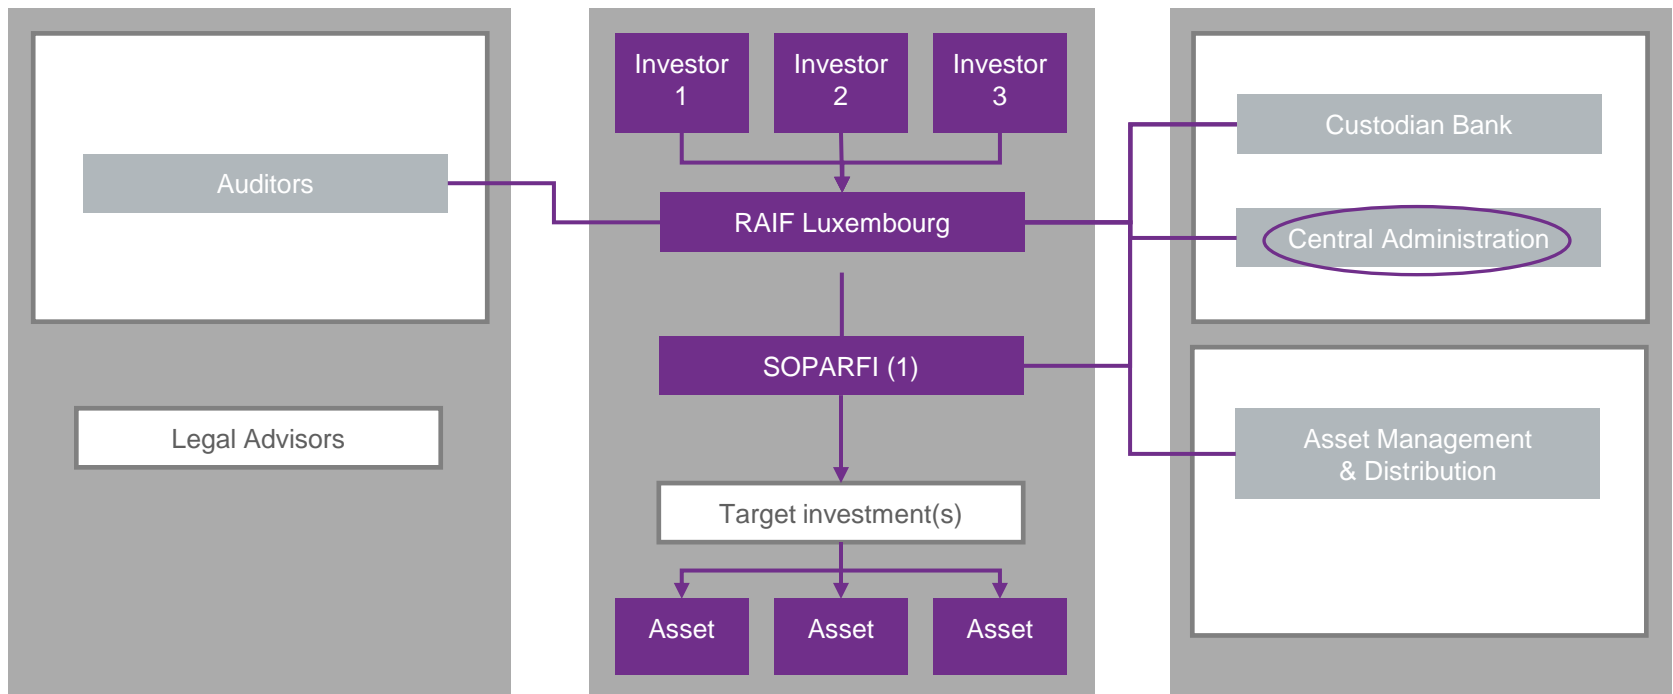 Auditors
Legal Advisors
Investor
1
Investor
2
Investor
3
RAIF Luxembourg
SOPARFI (1)
Target investment(s)
Asset
Asset
Asset
Custodian Bank
Central Administration
Asset Management
& Distribution